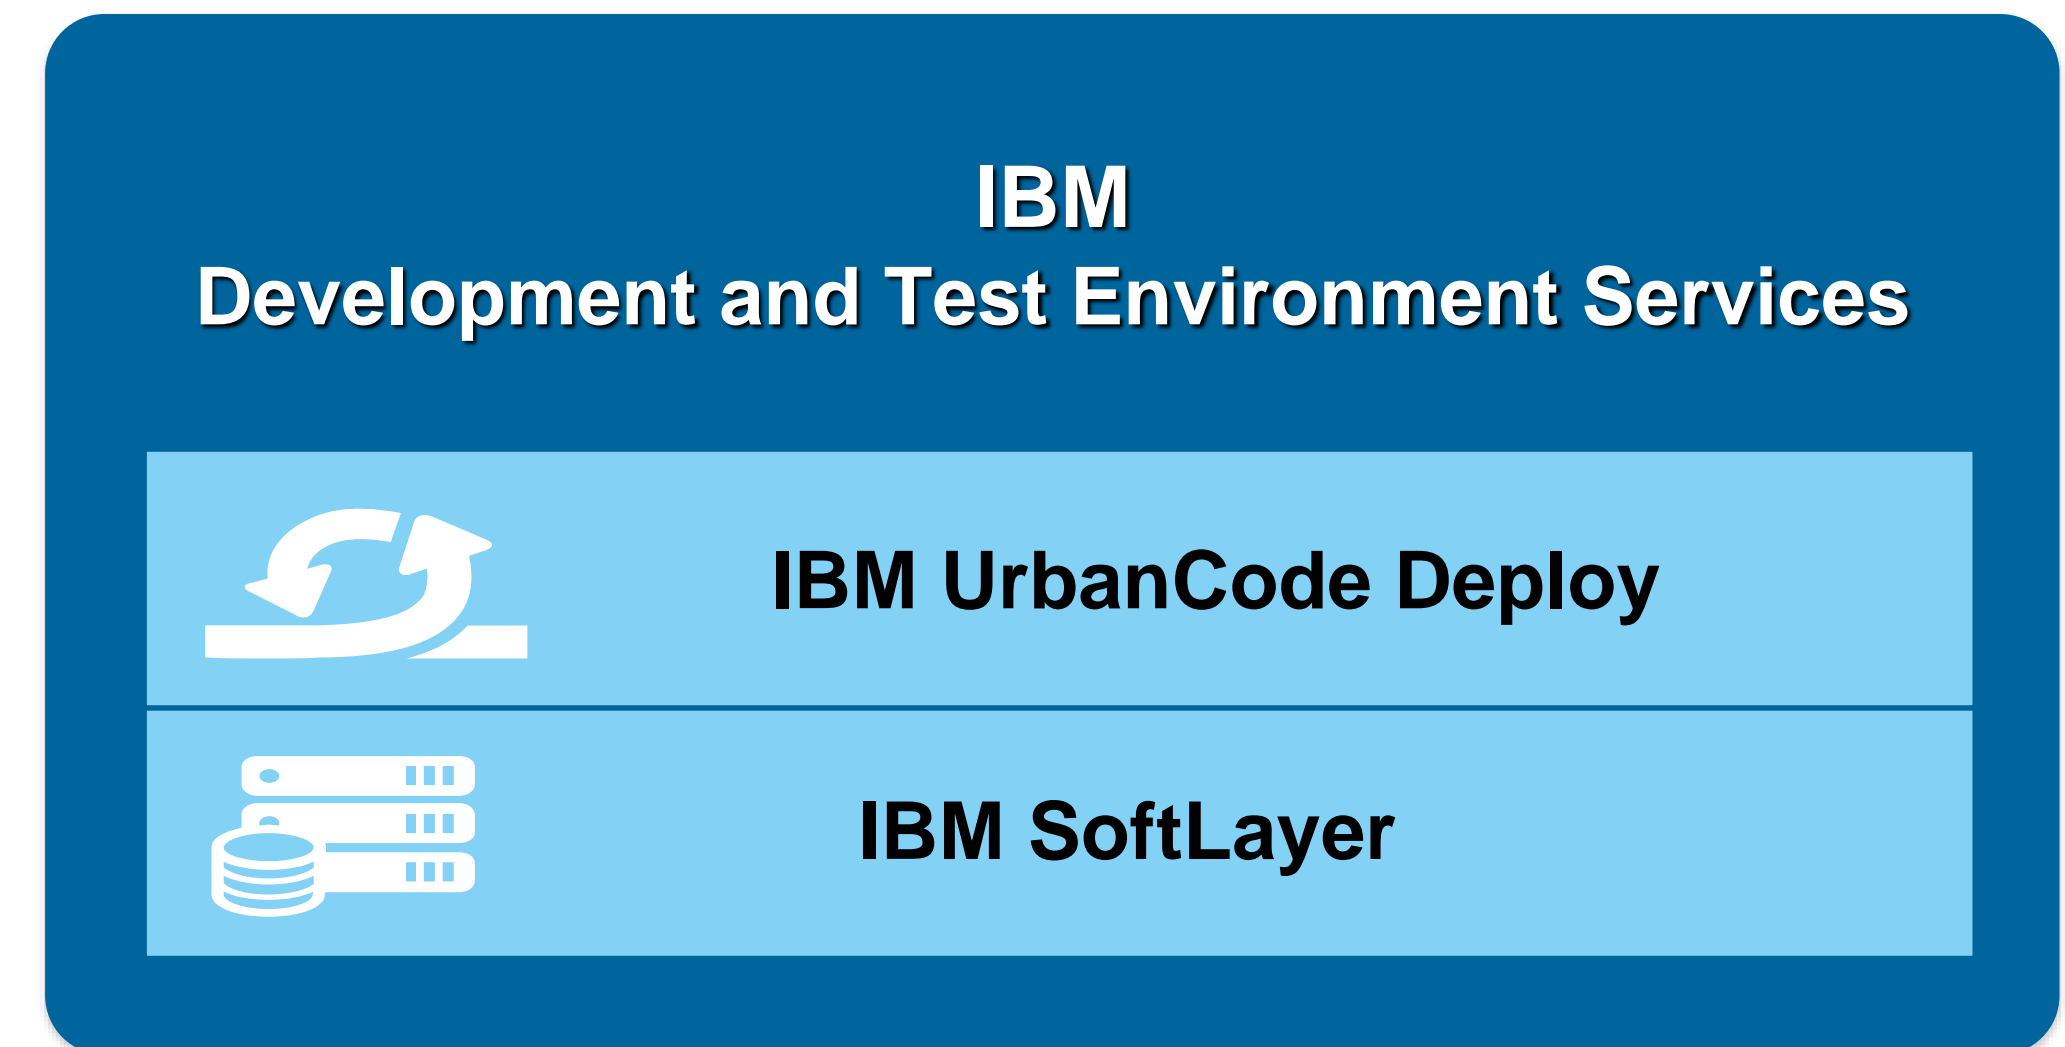 IBM
Development and Test Environment Services
IBM UrbanCode Deploy
IBM SoftLayer